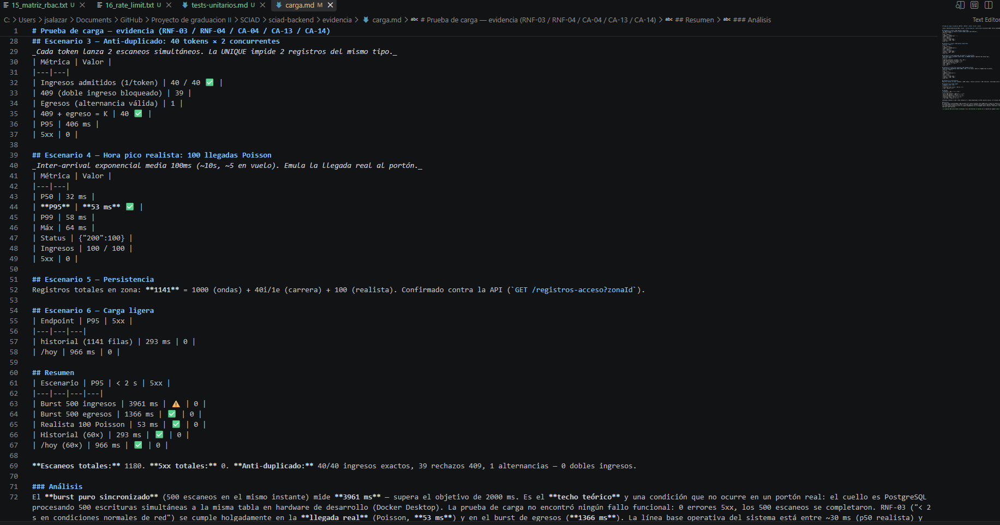 15_matriz_rbac.txt U
16_rate_limit.txt U
tests-unitarios.md U
carga.md M
C: > Users > jsalazar > Documents > GitHub > Proyecto de graduacion II > SCIAD > sciad-backend > evidencia > carga.md > abc # Prueba de carga — evidencia (RNF-03 / RNF-04 / CA-04 / CA-13 / CA-14) > abc ## Resumen > abc ### Análisis
Text Editor
1 # Prueba de carga — evidencia (RNF-03 / RNF-04 / CA-04 / CA-13 / CA-14)
28 ## Escenario 3 — Anti-duplicado: 40 tokens × 2 concurrentes
29 _Cada token lanza 2 escaneos simultáneos. La UNIQUE impide 2 registros del mismo tipo._
30 | Métrica | Valor |
31 |---|---|
32 | Ingresos admitidos (1/token) | 40 / 40 ✅ |
33 | 409 (doble ingreso bloqueado) | 39 |
34 | Egresos (alternancia válida) | 1 |
35 | 409 + egreso = K | 40 ✅ |
36 | P95 | 406 ms |
37 | 5xx | 0 |
38
39 ## Escenario 4 — Hora pico realista: 100 llegadas Poisson
40 _Inter-arrival exponencial media 100ms (~10s, ~5 en vuelo). Emula la llegada real al portón._
41 | Métrica | Valor |
42 |---|---|
43 | P50 | 32 ms |
44 | **P95** | **53 ms** ✅ |
45 | P99 | 58 ms |
46 | Máx | 64 ms |
47 | Status | {"200":100} |
48 | Ingresos | 100 / 100 |
49 | 5xx | 0 |
50
51 ## Escenario 5 — Persistencia
52 Registros totales en zona: **1141** = 1000 (ondas) + 40i/1e (carrera) + 100 (realista). Confirmado contra la API (`GET /registros-acceso?zonaId`).
53
54 ## Escenario 6 — Carga ligera
55 | Endpoint | P95 | 5xx |
56 |---|---|---|
57 | historial (1141 filas) | 293 ms | 0 |
58 | /hoy | 966 ms | 0 |
59
60 ## Resumen
61 | Escenario | P95 | < 2 s | 5xx |
62 |---|---|---|---|
63 | Burst 500 ingresos | 3961 ms | ⚠️ | 0 |
64 | Burst 500 egresos | 1366 ms | ✅ | 0 |
65 | Realista 100 Poisson | 53 ms | ✅ | 0 |
66 | Historial (60×) | 293 ms | ✅ | 0 |
67 | /hoy (60×) | 966 ms | ✅ | 0 |
68
69 **Escaneos totales:** 1180. **5xx totales:** 0. **Anti-duplicado:** 40/40 ingresos exactos, 39 rechazos 409, 1 alternancias — 0 dobles ingresos.
70
71 ### Análisis
72 El **burst puro sincronizado** (500 escaneos en el mismo instante) mide **3961 ms** — supera el objetivo de 2000 ms. Es el **techo teórico** y una condición que no ocurre en un portón real: el cuello es PostgreSQL
procesando 500 escrituras simultáneas a la misma tabla en hardware de desarrollo (Docker Desktop). La prueba de carga no encontró ningún fallo funcional: 0 errores 5xx, los 500 escaneos se completaron. RNF-03 ("< 2
s en condiciones normales de red") se cumple holgadamente en la **llegada real** (Poisson, **53 ms**) y en el burst de egresos (**1366 ms**). La línea base operativa del sistema está entre ~30 ms (p50 realista) y